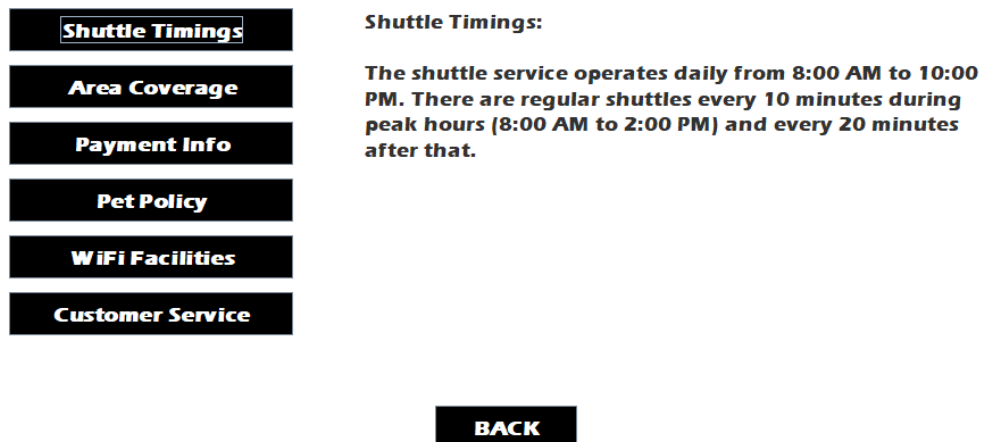 Shuttle Timings
Area Coverage
Payment Info
Pet Policy
WiFi Facilities
Customer Service
Shuttle Timings:
The shuttle service operates daily from 8:00 AM to 10:00
PM. There are regular shuttles every 10 minutes during
peak hours (8:00 AM to 2:00 PM) and every 20 minutes
after that.
BACK